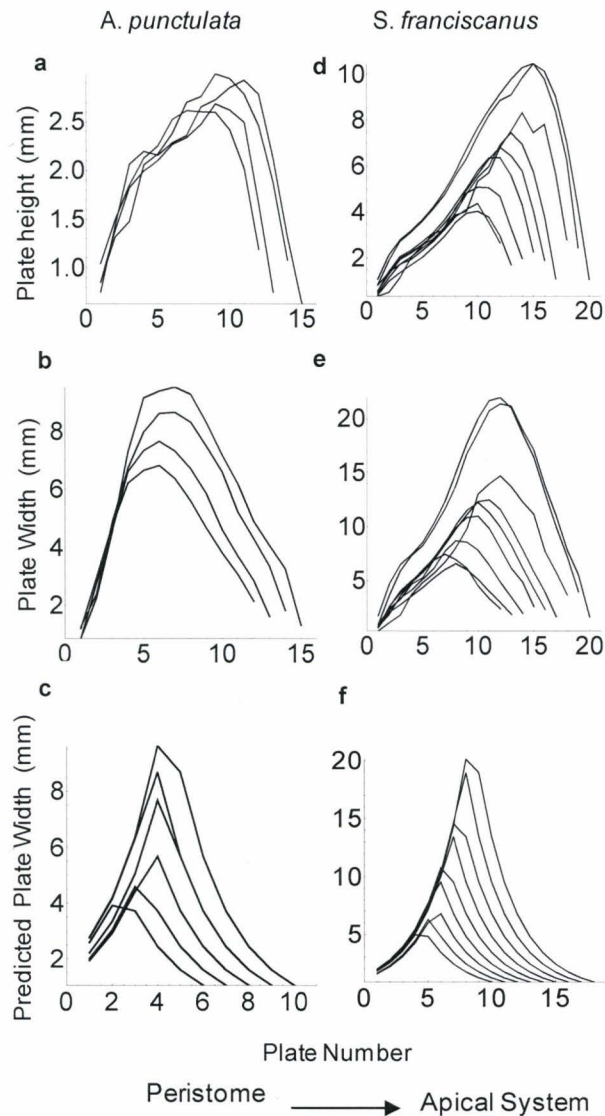 A. punctulata
S. franciscanus
a
Plate height (mm)
2.5
2.0
1.5
1.0
0 5 10 15
d
10
8
6
4
2
0 5 10 15 20
b
Plate Width (mm)
8
6
4
2
0 5 10 15
e
20
15
10
5
0 5 10 15 20
c
Predicted Plate Width (mm)
8
6
4
2
0 2 4 6 8 10
f
20
15
10
5
0 5 10 15
Plate Number
Peristome Apical System